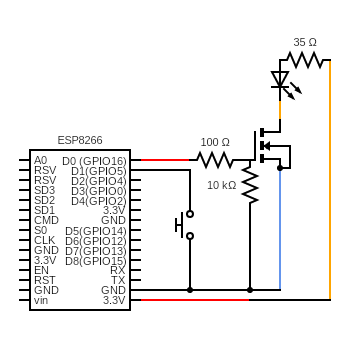 35 Ω
ESP8266
100 Ω
10 kΩ
A0 D0 (GPIO16)
RSV D1(GPIO5)
RSV D2(GPIO4)
SD3 D3(GPIO0)
SD2 D4(GPIO2)
SD1 3.3V
CMD GND
S0 D5(GPIO14)
CLK D6(GPIO12)
GND D7(GPIO13)
3.3V D8(GPIO15)
EN RX
RST TX
GND GND
vin 3.3V